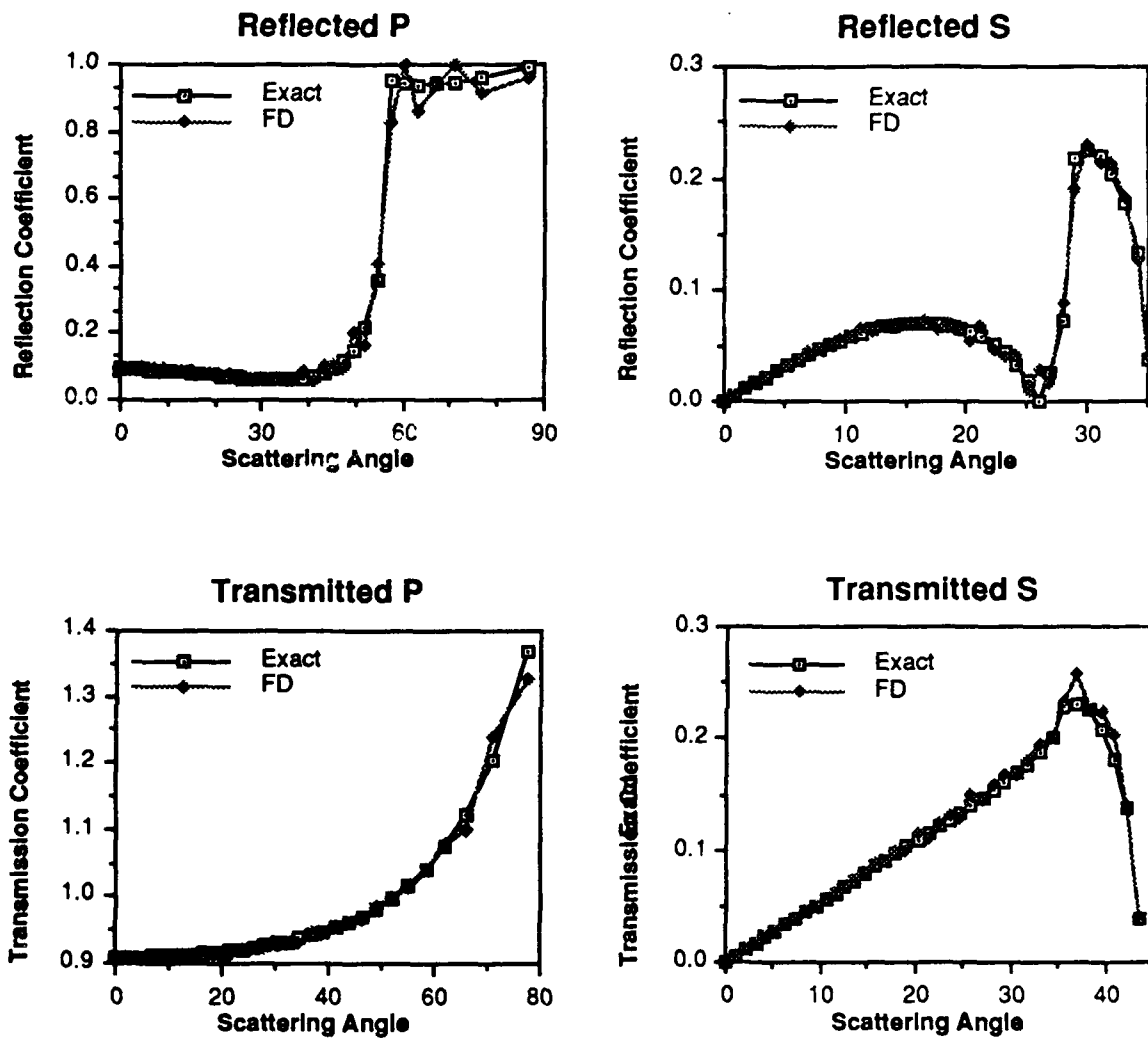 Reflected P
Reflected S
1.0
0.8
0.6
0.4
0.2
0.0
Reflection Coefficient
Exact
FD
0
30
60
90
Scattering Angle
0.3
0.2
0.1
0.0
Reflection Coefficient
Exact
FD
0
10
20
30
Scattering Angle
Transmitted P
Transmitted S
1.4
1.3
1.2
1.1
1.0
0.9
Transmission Coefficient
Exact
FD
0
20
40
60
80
Scattering Angle
0.3
0.2
0.1
0.0
Exact
FD
0
10
20
30
40
Scattering Angle